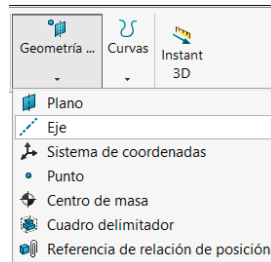 Geometría ...
Curvas
Instant
3D
Plano
Eje
Sistema de coordenadas
Punto
Centro de masa
Cuadro delimitador
Referencia de relación de posición